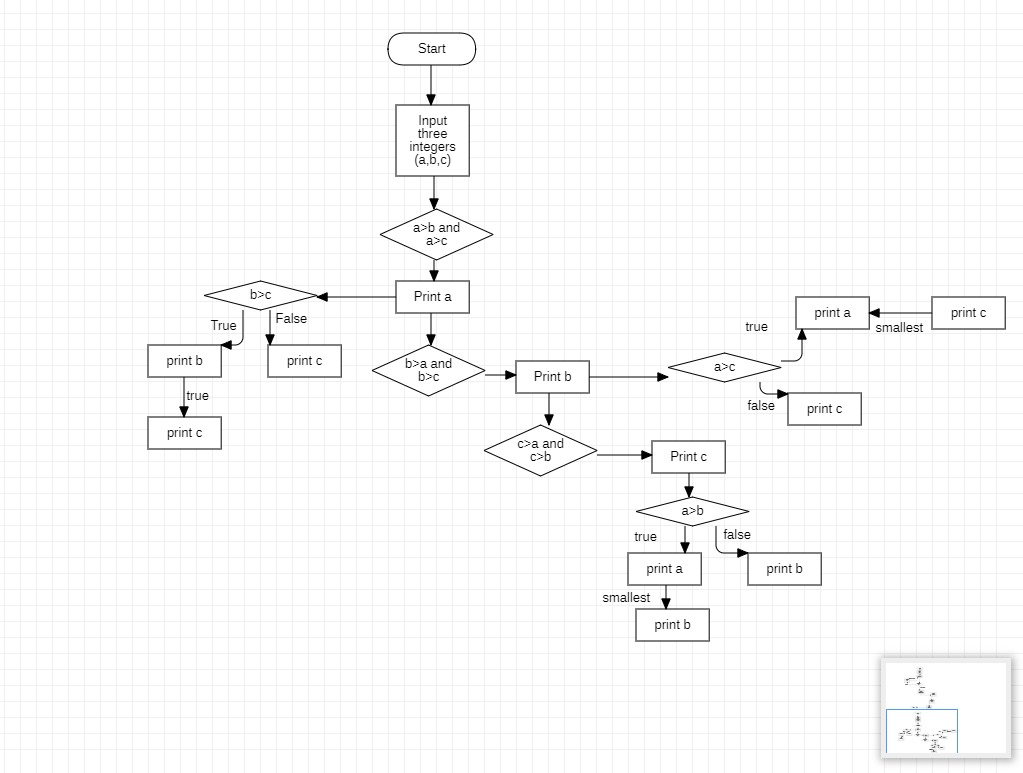 Start
Input
three
integers
(a,b,c)
a>b and
a>c
Print a
b>c
True
False
print b
print c
true
print c
b>a and
b>c
Print b
a>c
true
print a
smallest
print c
false
print c
c>a and
c>b
Print c
a>b
true
false
print a
print b
smallest
print b